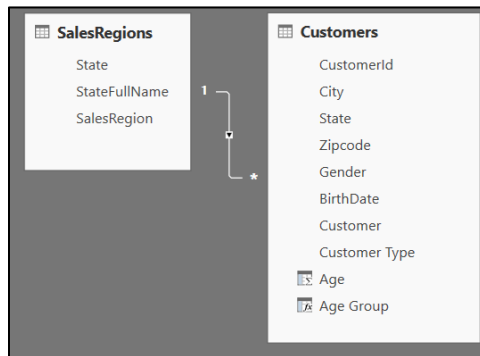 SalesRegions
State
StateFullName
SalesRegion
1
*
Customers
CustomerId
City
State
Zipcode
Gender
BirthDate
Customer
Customer Type
Age
Age Group